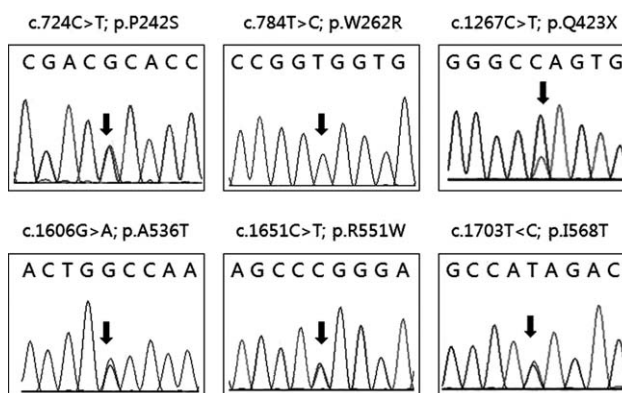 c.724C>T; p.P242S
CGACGCACC
c.784T>C; p.W262R
CCGGTGGTG
c.1267C>T; p.Q423X
GGGCCAGTG
c.1606G>A; p.A536T
ACTGGCCAA
c.1651C>T; p.R551W
AGCCCGGGA
c.1703T<C; p.I568T
GCCATAGAC